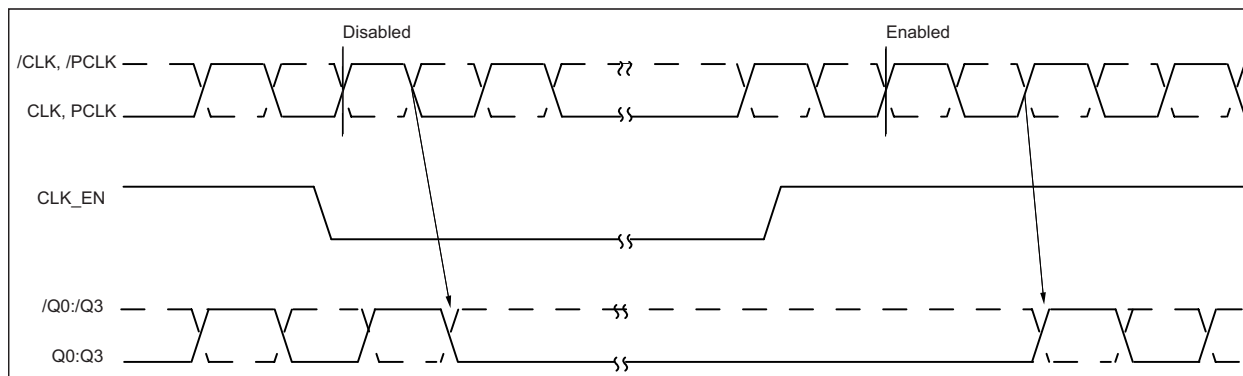 Disabled
Enabled
/CLK, /PCLK
CLK, PCLK
CLK_EN
/Q0:/Q3
Q0:Q3